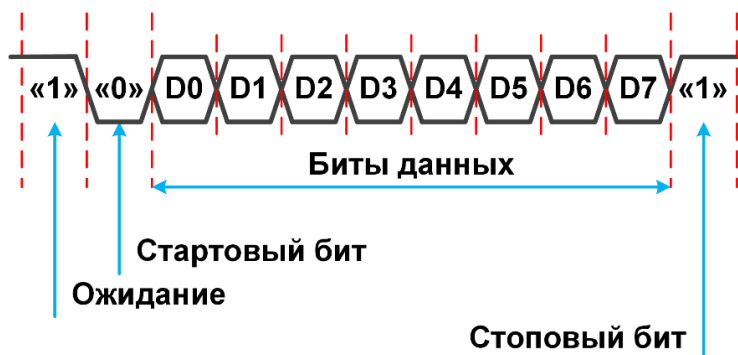 «1» «0» D0 D1 D2 D3 D4 D5 D6 D7 «1»
Биты данных
Стартовый бит
Ожидание
Стоповый бит